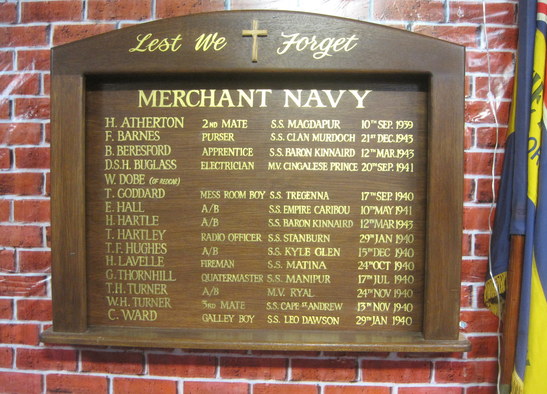 Lest We Forget
MERCHANT NAVY
H. ATHERTON 2ND MATE S.S. MAGDAPUR 10TH SEP. 1939
F. BARNES PURSER S.S. CLAN MURDOCH 21ST DEC. 1943
B. BERESFORD APPRENTICE S.S. BARON KINNAIRD 12TH MAR. 1943
D.S.H. BUGLASS ELECTRICIAN M.V. CINGALESE PRINCE 20TH SEP. 1941
W. DOBE (OF REDCAR)
T. GODDARD MESS ROOM BOY S.S. TREGENNA 17TH SEP. 1940
E. HALL A/B S.S. EMPIRE CARIBOU 10TH MAY 1941
H. HARTLE A/B S.S. BARON KINNAIRD 12TH MAR 1943
T. HARTLEY RADIO OFFICER S.S. STANBURN 29TH JAN 1940
T.F. HUGHES A/B S.S. KYLE GLEN 15TH DEC 1940
H. LAVELLE FIREMAN S.S. MATINA 24TH OCT 1940
G. THORNHILL QUATERMASTER S.S. MANIPUR 17TH JUL 1940
T.H. TURNER A/B M.V. RYAL 24TH NOV 1940
W.H. TURNER 3RD MATE S.S. CAPE ST. ANDREW 13TH NOV 1940
C. WARD GALLEY BOY S.S. LEO DAWSON 29TH JAN 1940